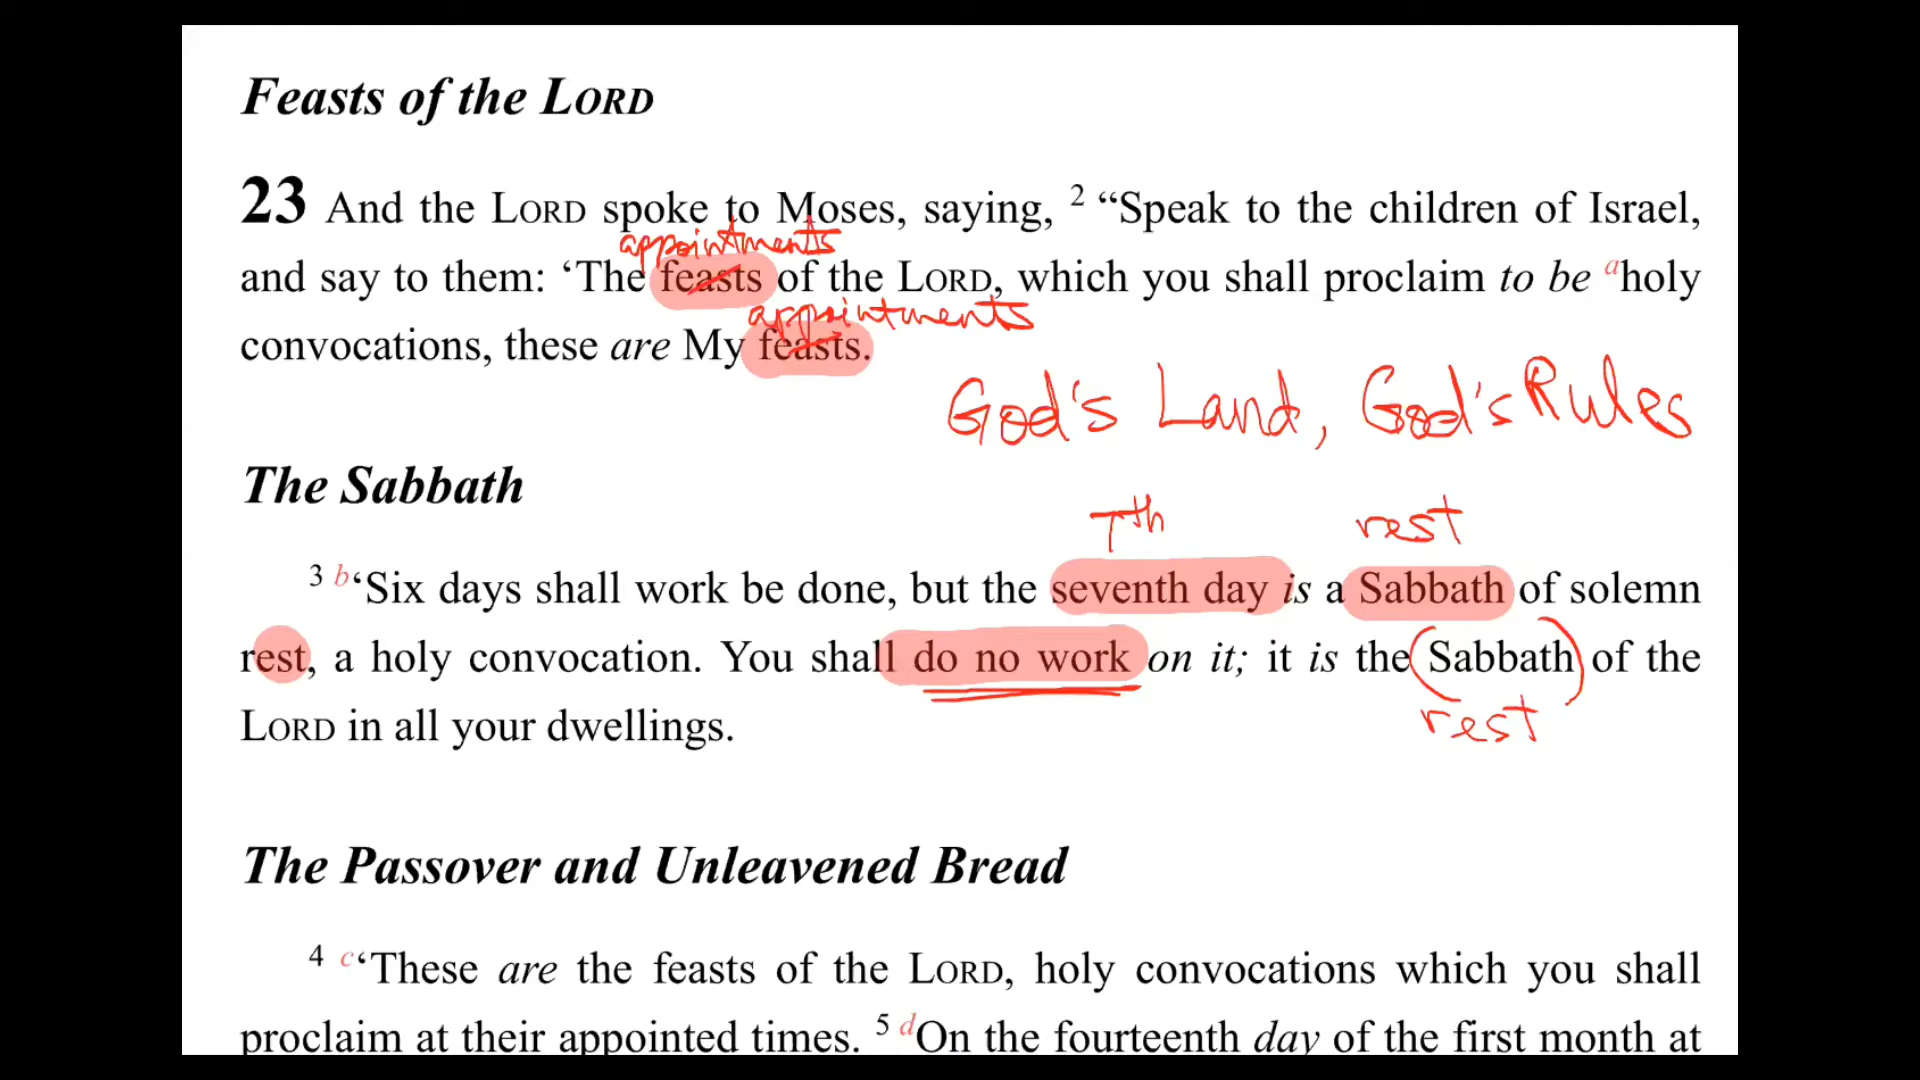 Feasts of the LORD
23 And the LORD spoke to Moses, saying, 2 “Speak to the children of Israel,
appointments
and say to them: ‘The feasts of the LORD, which you shall proclaim to be aholy
appointments
convocations, these are My feasts.
God's Land, God's Rules
The Sabbath
7th rest
3 b‘Six days shall work be done, but the seventh day is a Sabbath of solemn
rest, a holy convocation. You shall do no work on it; it is the (Sabbath) of the
rest
LORD in all your dwellings.
The Passover and Unleavened Bread
4 c‘These are the feasts of the LORD, holy convocations which you shall
proclaim at their appointed times. 5 dOn the fourteenth day of the first month at